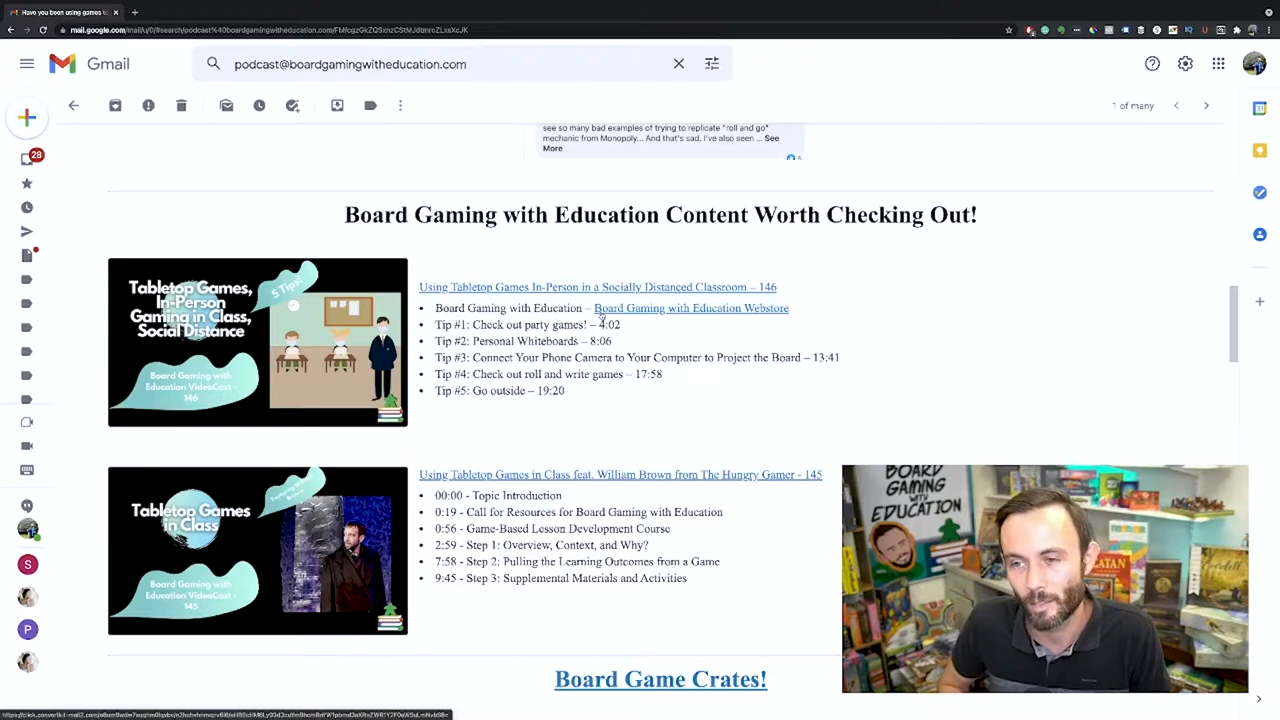 Have you been using games to
Gmail
podcast@boardgamingwitheducation.com
1 of many
28
see so many bad examples of trying to replicate "roll and go"
mechanic from Monopoly... And that's sad. I've also seen ... See
More
5
Board Gaming with Education Content Worth Checking Out!
Tabletop Games,
In-Person
Gaming in Class,
Social Distance
5 Tips!
Board Gaming with
Education VideoCast -
146
Using Tabletop Games In-Person in a Socially Distanced Classroom – 146
• Board Gaming with Education – Board Gaming with Education Webstore
• Tip #1: Check out party games! – 4:02
• Tip #2: Personal Whiteboards – 8:06
• Tip #3: Connect Your Phone Camera to Your Computer to Project the Board – 13:41
• Tip #4: Check out roll and write games – 17:58
• Tip #5: Go outside – 19:20
Tabletop Games
in Class
Board Gaming with
Education VideoCast -
145
Using Tabletop Games in Class feat. William Brown from The Hungry Gamer - 145
• 00:00 - Topic Introduction
• 0:19 - Call for Resources for Board Gaming with Education
• 0:56 - Game-Based Lesson Development Course
• 2:59 - Step 1: Overview, Context, and Why?
• 7:58 - Step 2: Pulling the Learning Outcomes from a Game
• 9:45 - Step 3: Supplemental Materials and Activities
BOARD
GAMING
WITH
EDUCATION
CATAN
Everdell
Board Game Crates!
S
P